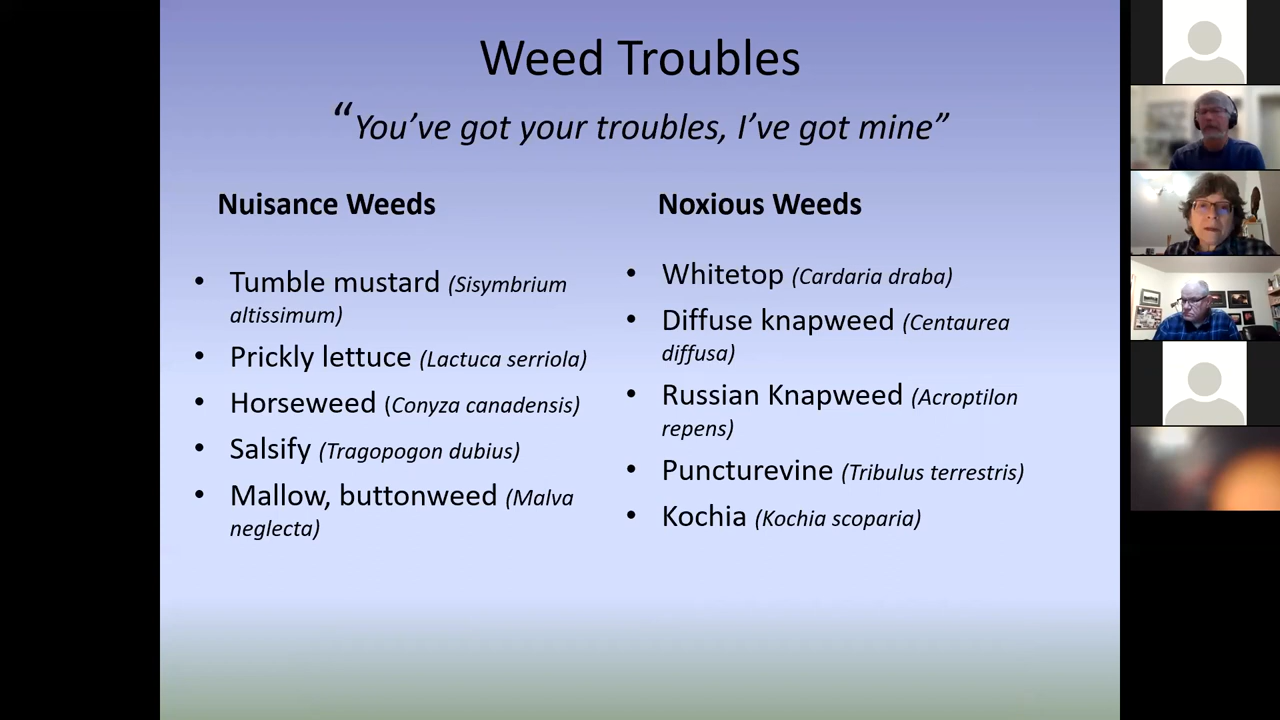 Weed Troubles
“You’ve got your troubles, I’ve got mine”
Nuisance Weeds
• Tumble mustard (Sisymbrium
altissimum)
• Prickly lettuce (Lactuca serriola)
• Horseweed (Conyza canadensis)
• Salsify (Tragopogon dubius)
• Mallow, buttonweed (Malva
neglecta)
Noxious Weeds
• Whitetop (Cardaria draba)
• Diffuse knapweed (Centaurea
diffusa)
• Russian Knapweed (Acroptilon
repens)
• Puncturevine (Tribulus terrestris)
• Kochia (Kochia scoparia)